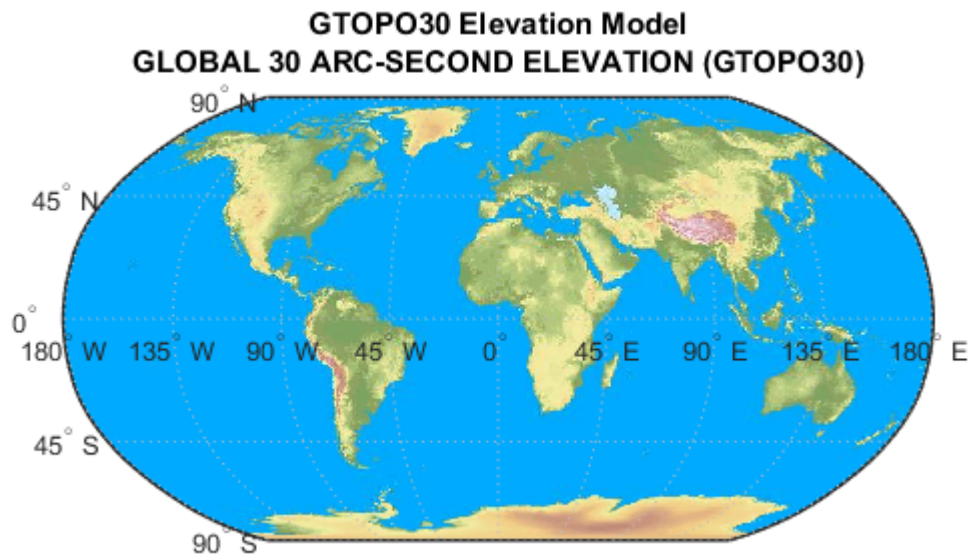 GTOPO30 Elevation Model
GLOBAL 30 ARC-SECOND ELEVATION (GTOPO30)
90° N
45° N
0°
180° W 135° W 90° W 45° W 0° 45° E 90° E 135° E 180° E
45° S
90° S